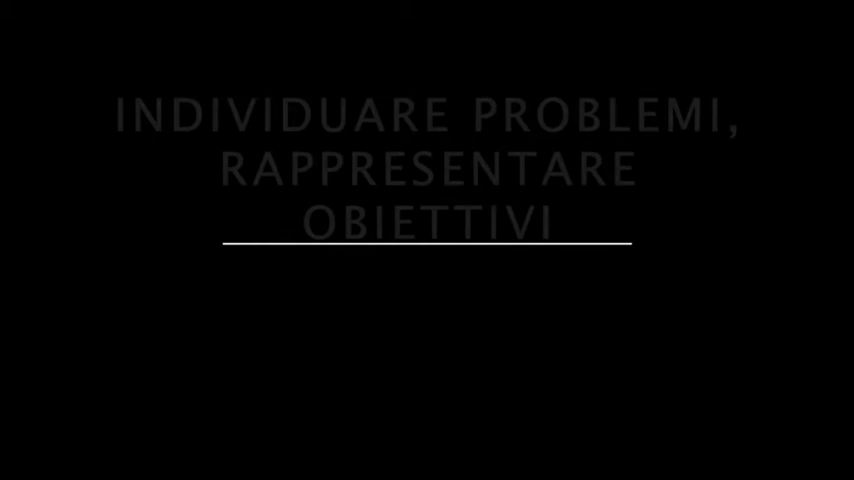 INDIVIDUARE PROBLEMI,
RAPPRESENTARE
OBIETTIVI